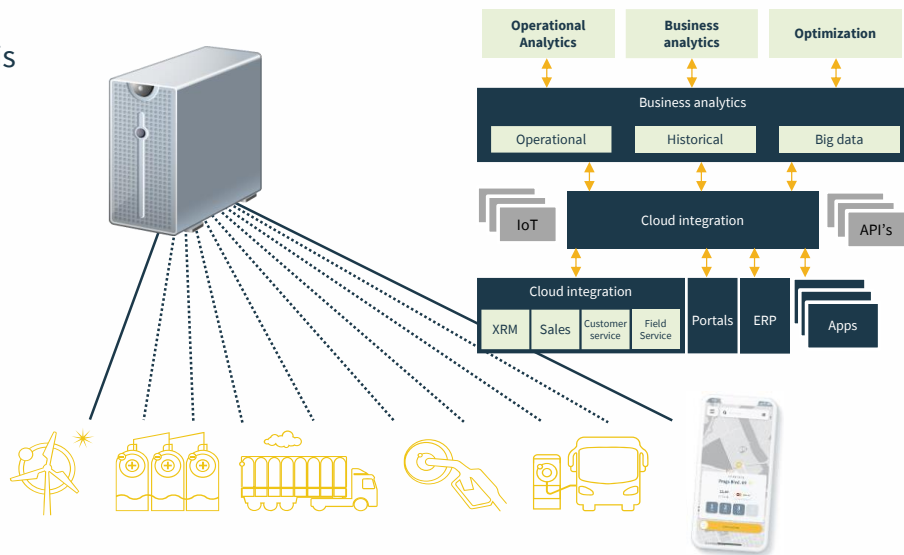 's
Operational
Analytics
Business
analytics
Optimization
Business analytics
Operational
Historical
Big data
IoT
Cloud integration
API's
Cloud integration
XRM
Sales
Customer
service
Field
Service
Portals
ERP
Apps